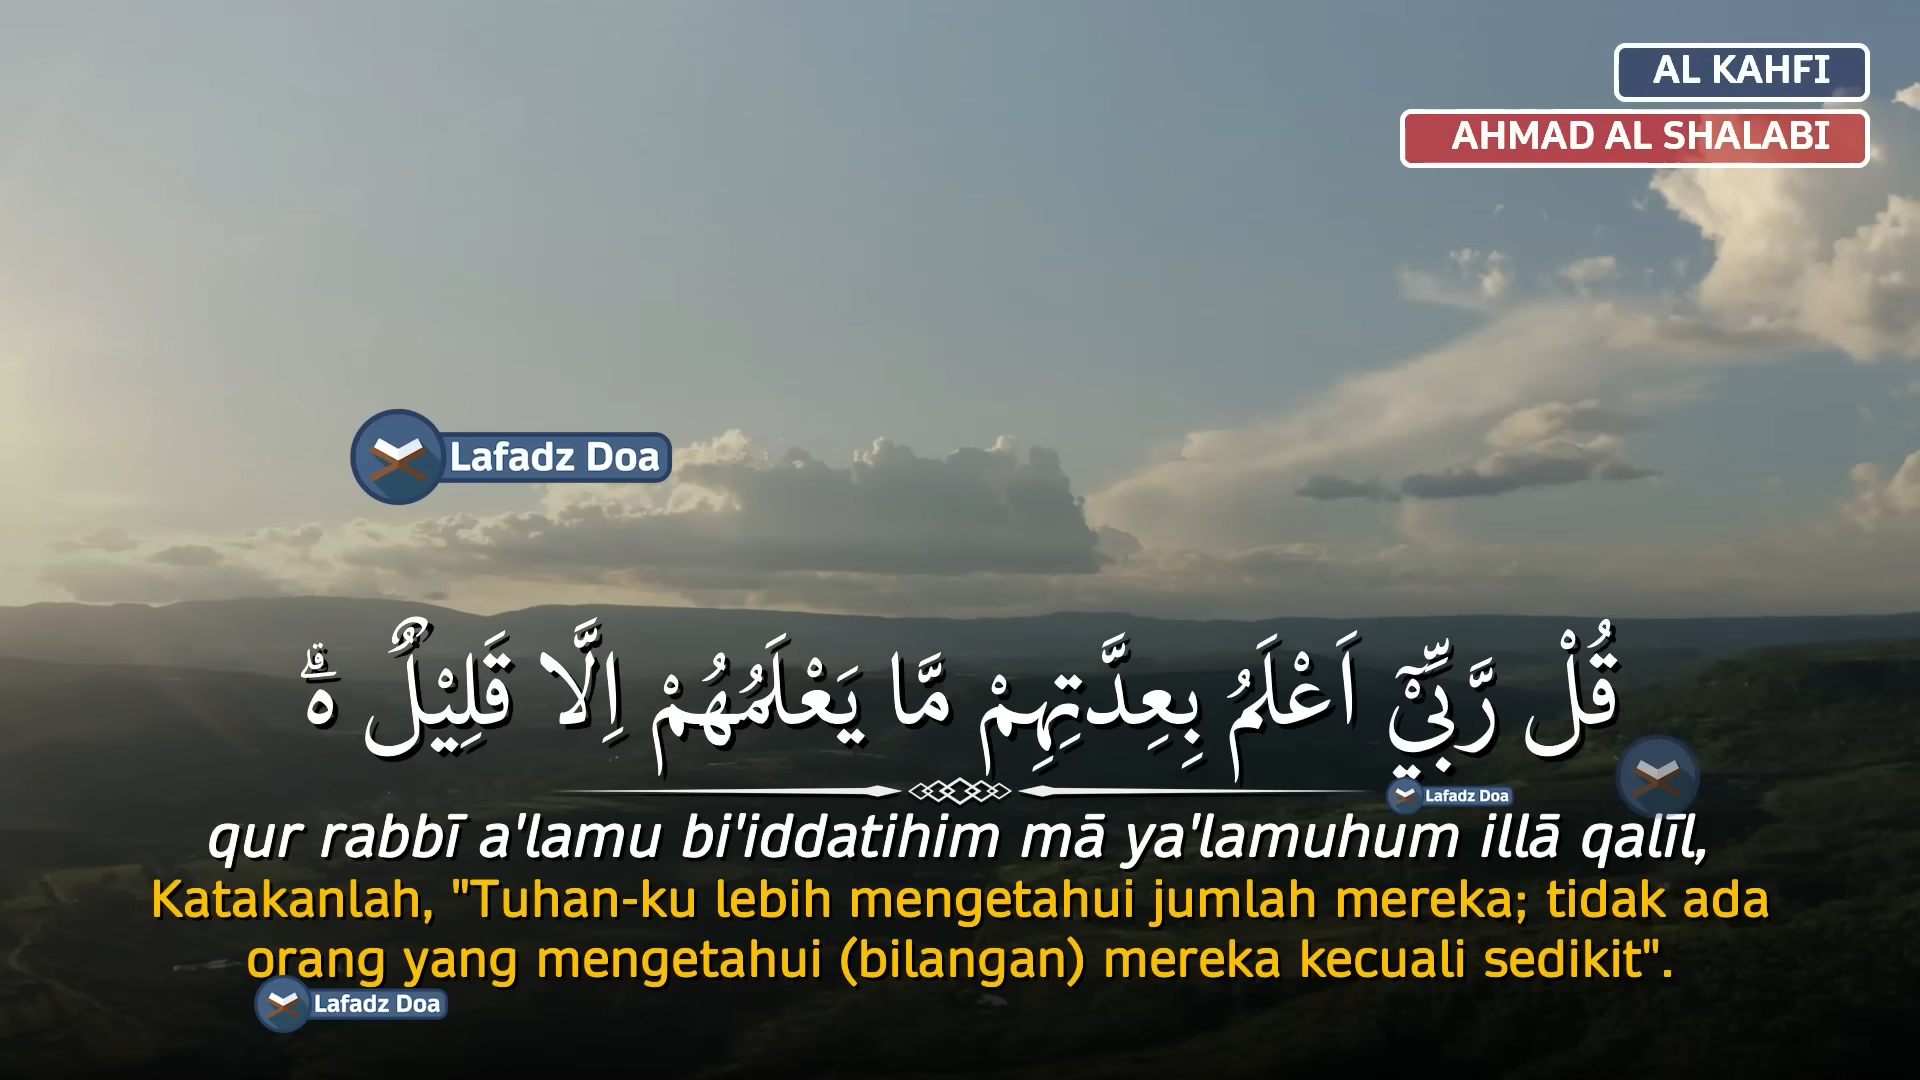 AL KAHFI
AHMAD AL SHALABI
Lafadz Doa
قُلْ رَّبِّيْٓ اَعْلَمُ بِعِدَّتِهِمْ مَّا يَعْلَمُهُمْ اِلَّا قَلِيْلٌ ەۗ
Lafadz Doa
qur rabbī a'lamu bi'iddatihim mā ya'lamuhum illā qalīl,
Katakanlah, "Tuhan-ku lebih mengetahui jumlah mereka; tidak ada
orang yang mengetahui (bilangan) mereka kecuali sedikit".
Lafadz Doa